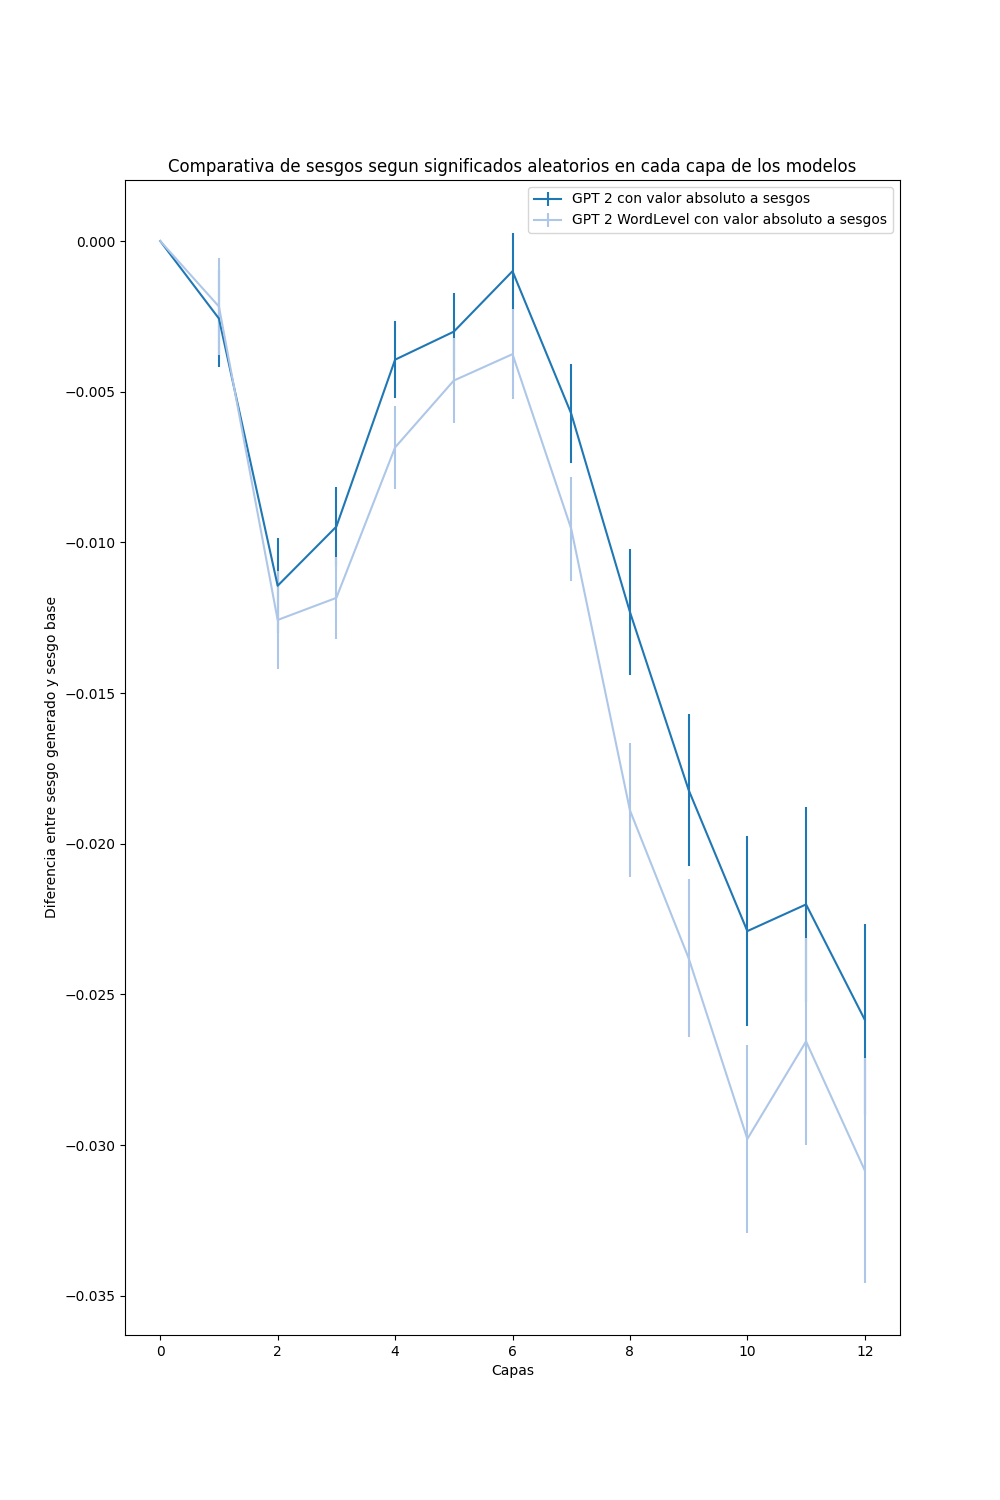 Comparativa de sesgos segun significados aleatorios en cada capa de los modelos
GPT 2 con valor absoluto a sesgos
GPT 2 WordLevel con valor absoluto a sesgos
0.000
−0.005
−0.010
−0.015
−0.020
−0.025
−0.030
−0.035
Diferencia entre sesgo generado y sesgo base
0 2 4 6 8 10 12
Capas